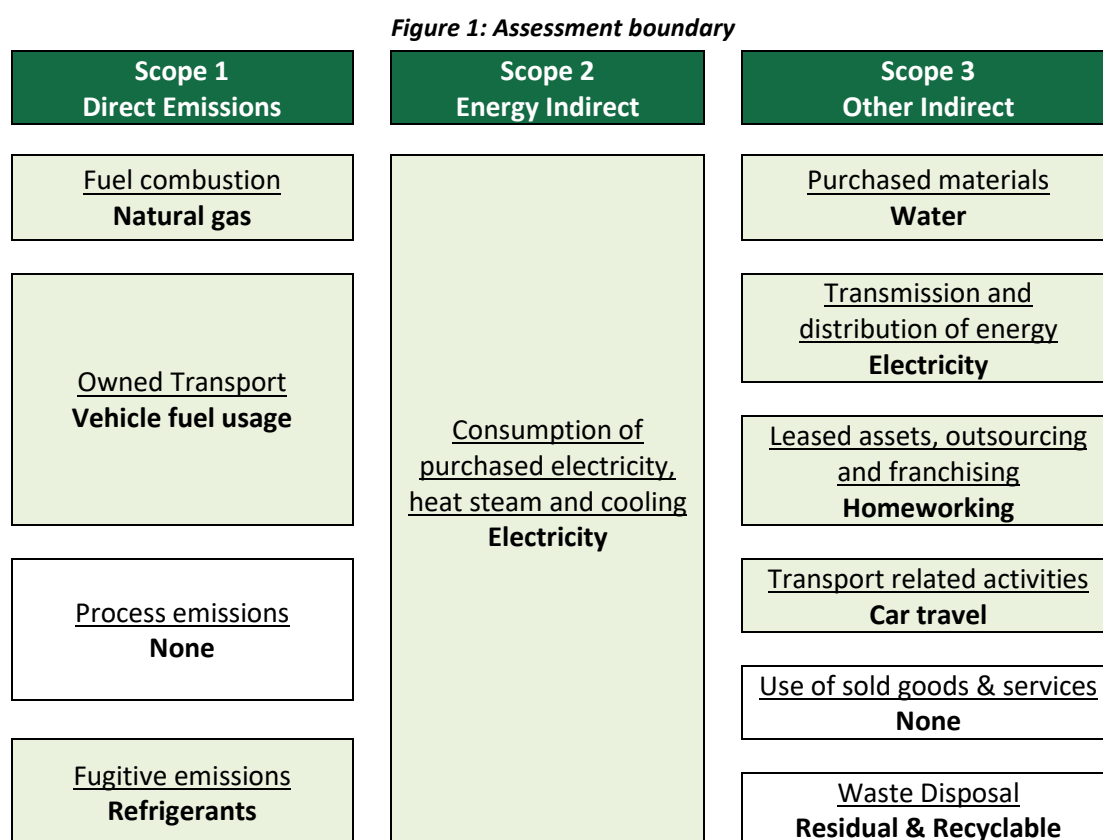 Figure 1: Assessment boundary
Scope 1
Direct Emissions
Fuel combustion
Natural gas
Owned Transport
Vehicle fuel usage
Process emissions
None
Fugitive emissions
Refrigerants
Scope 2
Energy Indirect
Consumption of
purchased electricity,
heat steam and cooling
Electricity
Scope 3
Other Indirect
Purchased materials
Water
Transmission and
distribution of energy
Electricity
Leased assets, outsourcing
and franchising
Homeworking
Transport related activities
Car travel
Use of sold goods & services
None
Waste Disposal
Residual & Recyclable